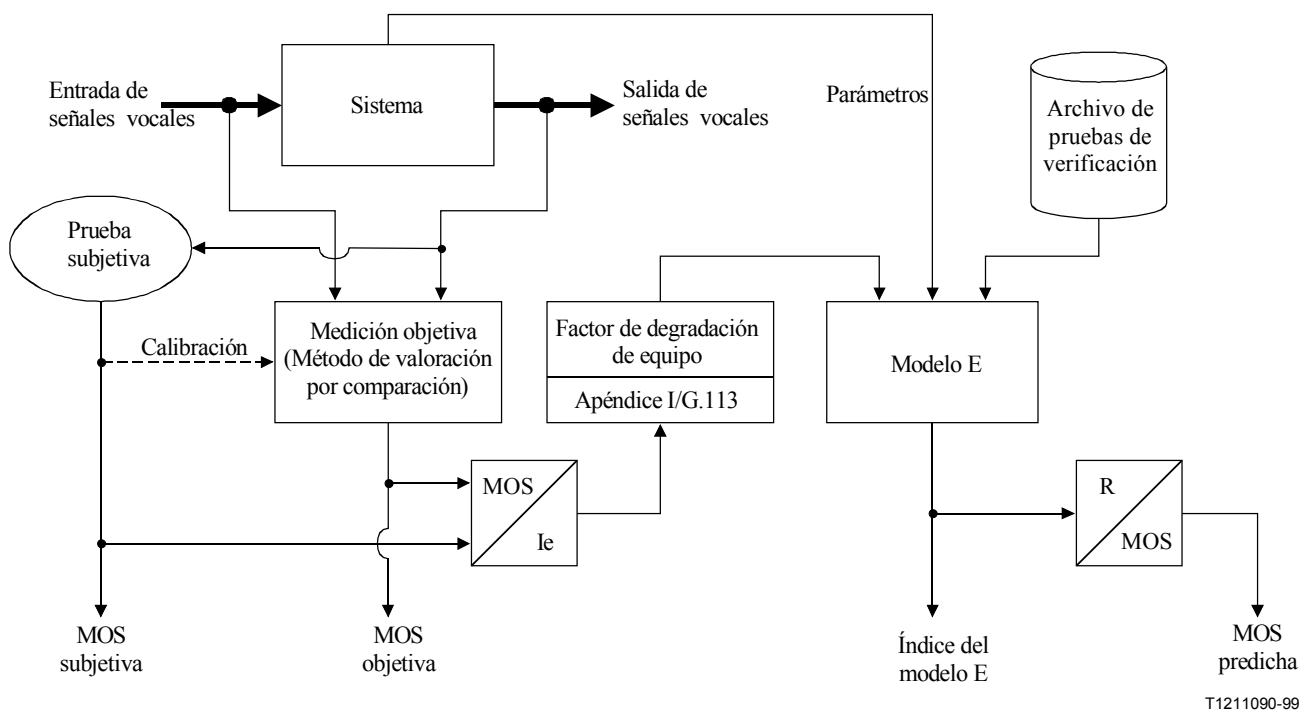 Entrada de
señales vocales
Sistema
Salida de
señales vocales
Parámetros
Archivo de
pruebas de
verificación
Prueba
subjetiva
Calibración
Medición objetiva
(Método de valoración
por comparación)
Factor de degradación
de equipo
Apéndice I/G.113
Modelo E
MOS
Ie
R
MOS
MOS
subjetiva
MOS
objetiva
Índice del
modelo E
MOS
predicha
T1211090-99